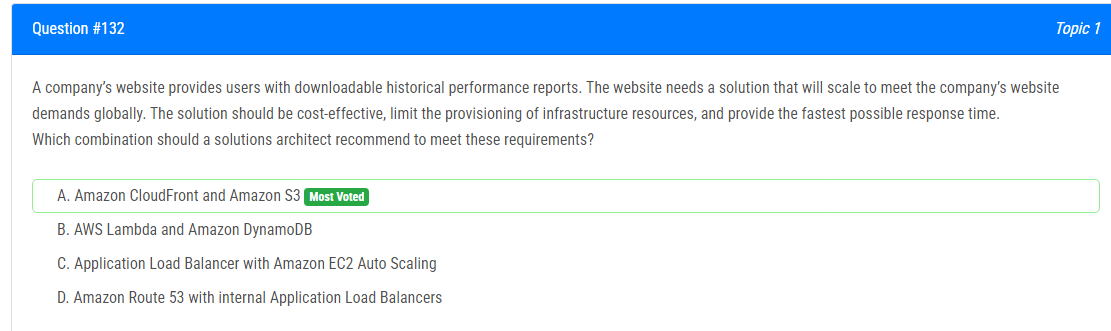 Question #132
Topic 1
A company’s website provides users with downloadable historical performance reports. The website needs a solution that will scale to meet the company’s website
demands globally. The solution should be cost-effective, limit the provisioning of infrastructure resources, and provide the fastest possible response time.
Which combination should a solutions architect recommend to meet these requirements?
A. Amazon CloudFront and Amazon S3 Most Voted
B. AWS Lambda and Amazon DynamoDB
C. Application Load Balancer with Amazon EC2 Auto Scaling
D. Amazon Route 53 with internal Application Load Balancers